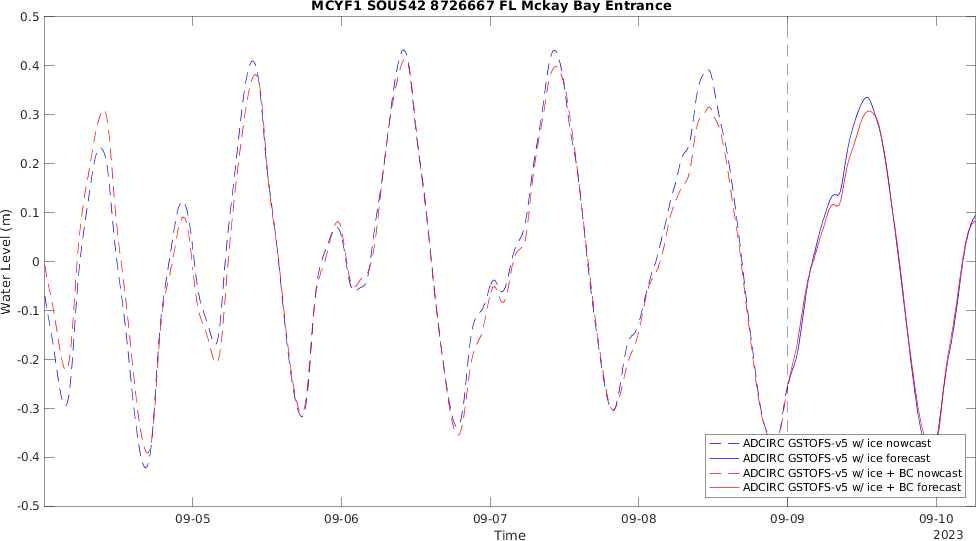 MCYF1 SOUS42 8726667 FL Mckay Bay Entrance
0.5
0.4
0.3
0.2
0.1
0
-0.1
-0.2
-0.3
-0.4
-0.5
Water Level (m)
ADCIRC GSTOFS-v5 w/ ice nowcast
ADCIRC GSTOFS-v5 w/ ice forecast
ADCIRC GSTOFS-v5 w/ ice + BC nowcast
ADCIRC GSTOFS-v5 w/ ice + BC forecast
09-05 09-06 09-07 09-08 09-09 09-10
Time
2023